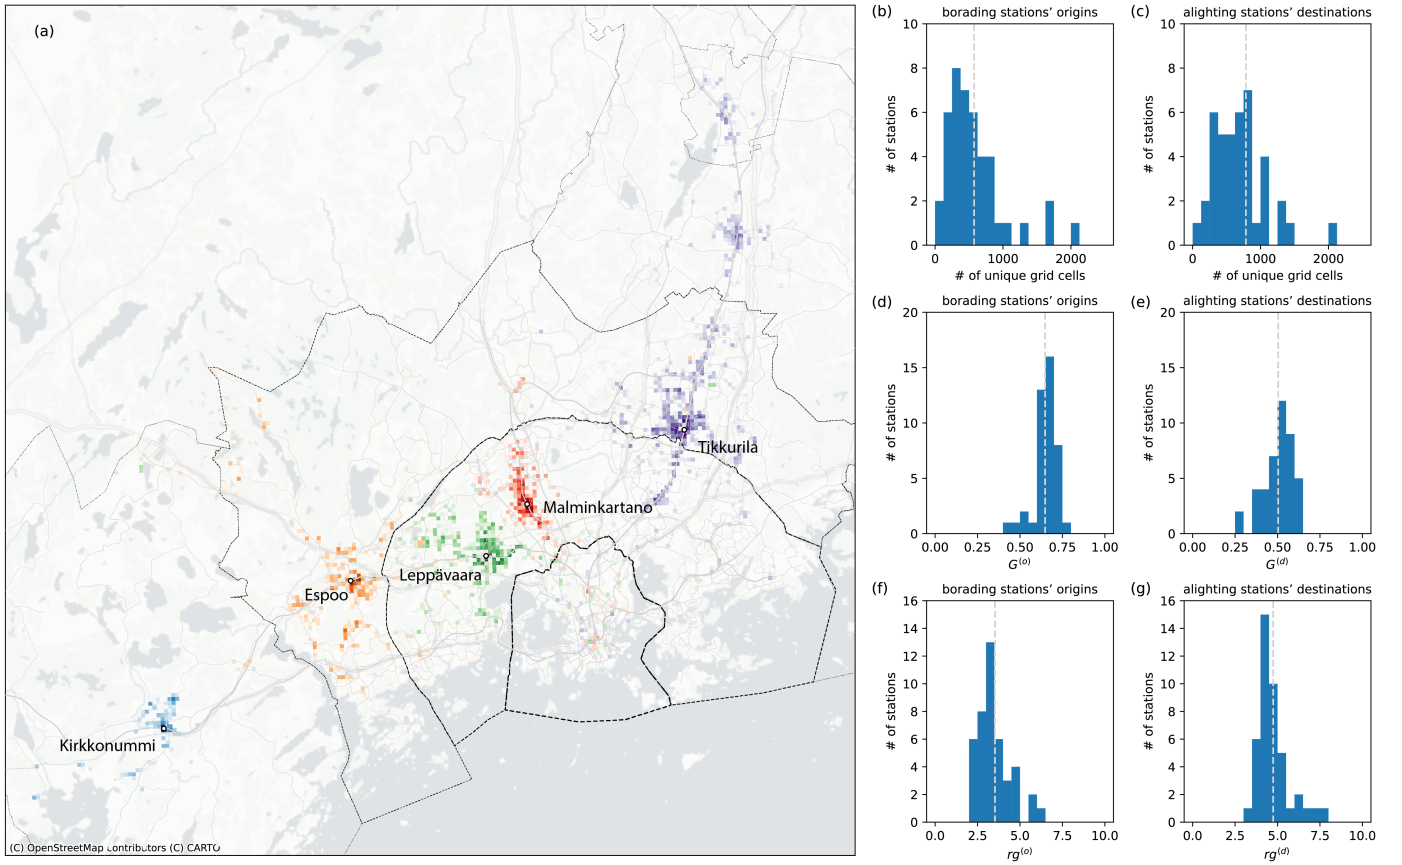 (a)
Tikkurila
Malminkartano
Leppävaara
Espoo
Kirkkonummi
(C) OpenStreetMap contributors (C) CARTO
(b)
borading stations’ origins
10
8
6
4
2
0
# of stations
0 1000 2000
# of unique grid cells
(c)
alighting stations’ destinations
10
8
6
4
2
0
# of stations
0 1000 2000
# of unique grid cells
(d)
borading stations’ origins
20
15
10
5
0
# of stations
0.00 0.25 0.50 0.75 1.00
G(o)
(e)
alighting stations’ destinations
20
15
10
5
0
# of stations
0.00 0.25 0.50 0.75 1.00
G(d)
(f)
borading stations’ origins
16
14
12
10
8
6
4
2
0
# of stations
0.0 2.5 5.0 7.5 10.0
rg(o)
(g)
alighting stations’ destinations
16
14
12
10
8
6
4
2
0
# of stations
0.0 2.5 5.0 7.5 10.0
rg(d)